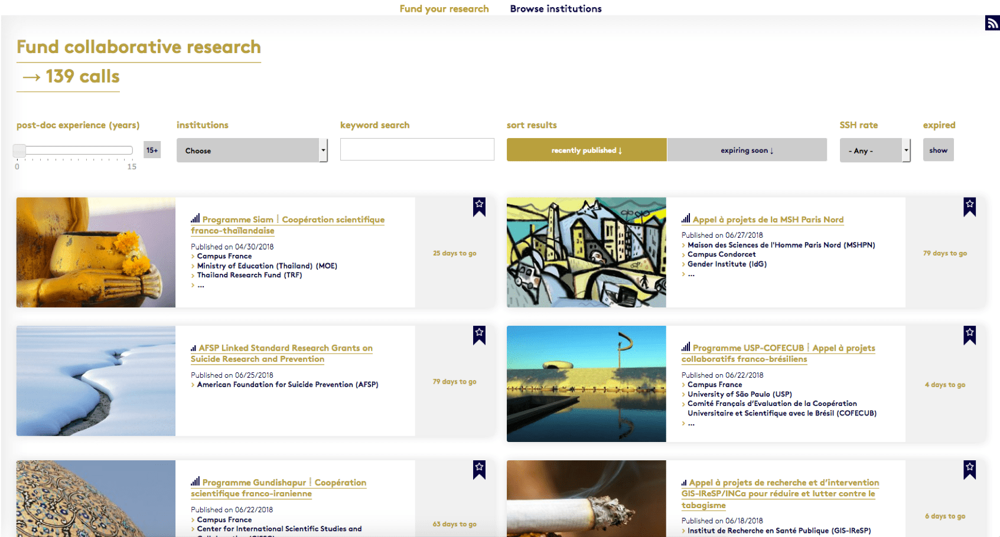 Fund your research
Browse institutions
Fund collaborative research
→ 139 calls
post-doc experience (years)
15+
0
15
institutions
Choose
keyword search
sort results
recently published ↓
expiring soon ↓
SSH rate
- Any -
expired
show
Programme Siam ┊ Coopération scientifique
franco-thaïlandaise
Published on 04/30/2018
› Campus France
› Ministry of Education (Thailand) (MOE)
› Thailand Research Fund (TRF)
› ...
25 days to go
Appel à projets de la MSH Paris Nord
Published on 06/27/2018
› Maison des Sciences de l'Homme Paris Nord (MSHPN)
› Campus Condorcet
› Gender Institute (IdG)
› ...
79 days to go
AFSP Linked Standard Research Grants on
Suicide Research and Prevention
Published on 06/25/2018
› American Foundation for Suicide Prevention (AFSP)
79 days to go
Programme USP-COFECUB ┊ Appel à projets
collaboratifs franco-brésiliens
Published on 06/22/2018
› Campus France
› University of São Paulo (USP)
› Comité Français d’Evaluation de la Coopération
Universitaire et Scientifique avec le Brésil (COFECUB)
› ...
4 days to go
Programme Gundishapur ┊ Coopération
scientifique franco-iranienne
Published on 06/22/2018
› Campus France
› Center for International Scientific Studies and
63 days to go
Appel à projets de recherche et d’intervention
GIS-IReSP/INCa pour réduire et lutter contre le
tabagisme
Published on 06/18/2018
› Institut de Recherche en Santé Publique (GIS-IReSP)
6 days to go